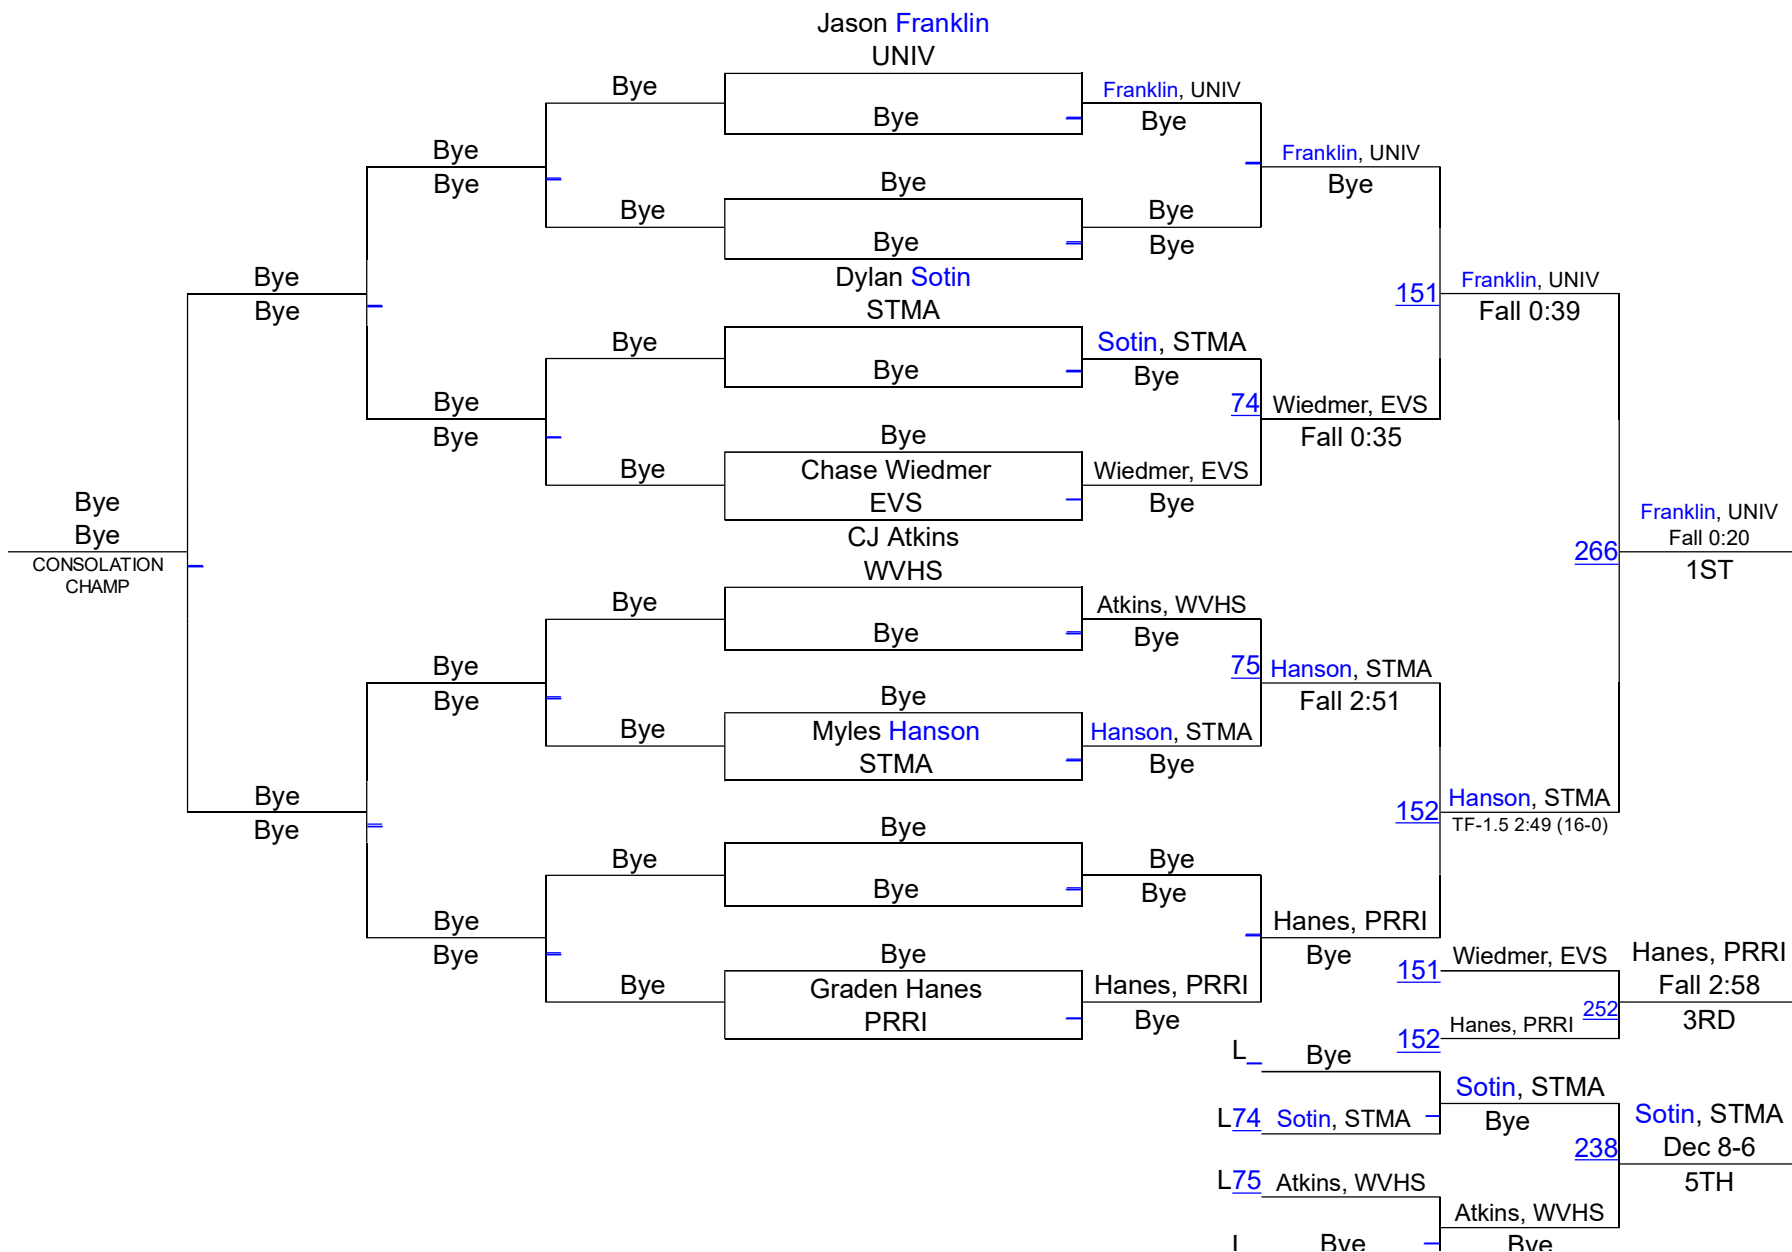 Jason Franklin
UNIV
Bye
Franklin, UNIV
Bye
Bye
Bye
Franklin, UNIV
Bye
Bye
Bye
Bye
Bye
Bye
Bye
Bye
Dylan Sotin
STMA
Bye
Bye
Franklin, UNIV
151
Fall 0:39
Bye
Sotin, STMA
Bye
Bye
Bye
74
Wiedmer, EVS
Bye
Fall 0:35
Bye
Bye
Chase Wiedmer
EVS
Wiedmer, EVS
Bye
Bye
Bye
CONSOLATION
CHAMP
CJ Atkins
WVHS
Franklin, UNIV
Fall 0:20
266
1ST
Bye
Atkins, WVHS
Bye
Bye
Bye
Bye
75
Hanson, STMA
Fall 2:51
Bye
Bye
Myles Hanson
STMA
Hanson, STMA
Bye
Bye
Bye
152
Hanson, STMA
TF-1.5 2:49 (16-0)
Bye
Bye
Bye
Bye
Bye
Bye
Bye
Hanes, PRRI
Bye
Bye
Bye
Bye
Graden Hanes
PRRI
Hanes, PRRI
Bye
151
Wiedmer, EVS
Hanes, PRRI
Fall 2:58
252
3RD
152
Hanes, PRRI
L
Bye
Sotin, STMA
Bye
L74
Sotin, STMA
Sotin, STMA
Dec 8-6
238
5TH
L75
Atkins, WVHS
Atkins, WVHS
Bye
L
Bye